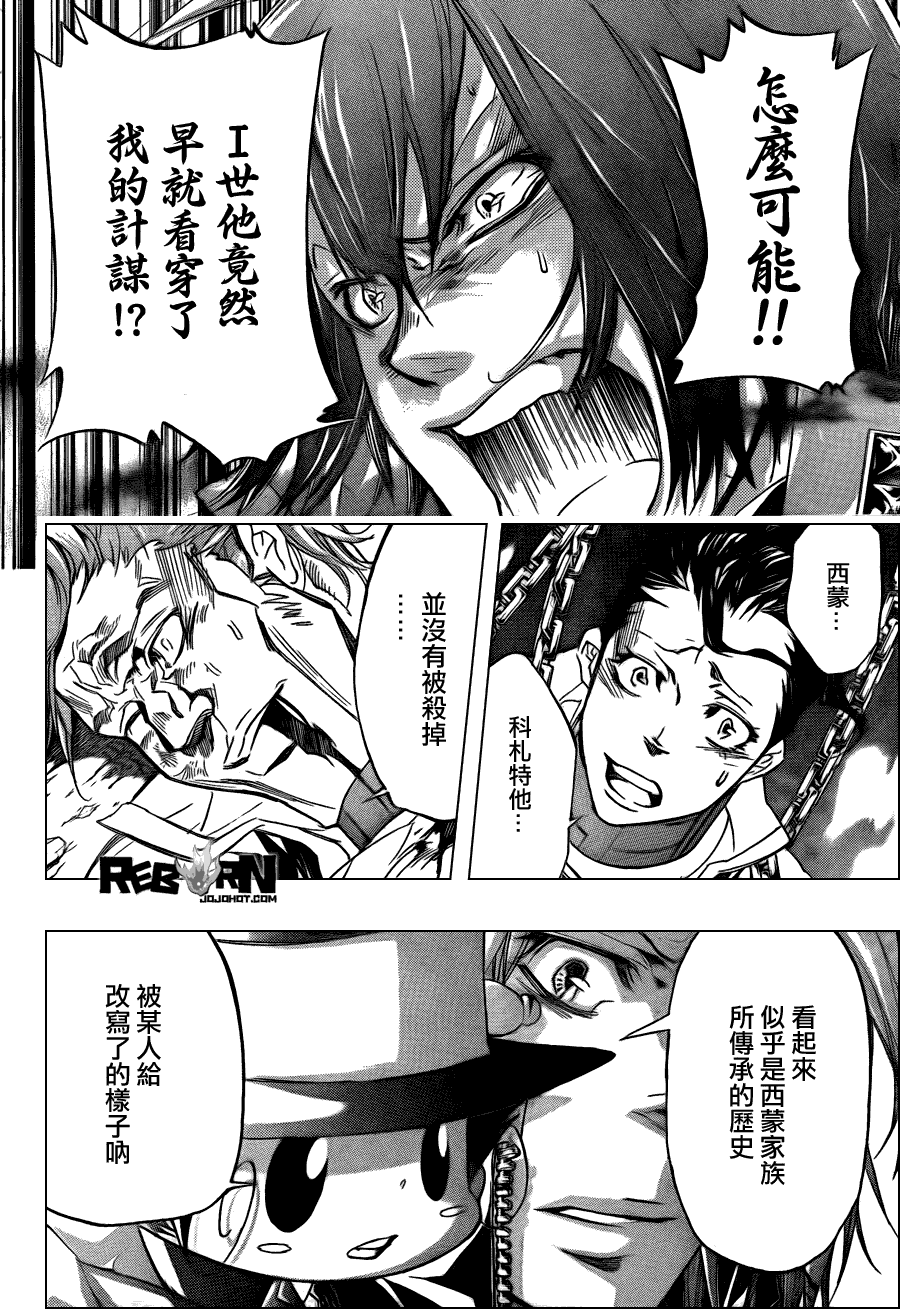 怎麼可能!!
I世他竟然
早就看穿了
我的計謀!?
西蒙…
科札特他…
並沒有被殺掉
……
REBORN
JOJOHOT.COM
看起來
似乎是西蒙家族
所傳承的歷史
被某人給
改寫了的樣子吶